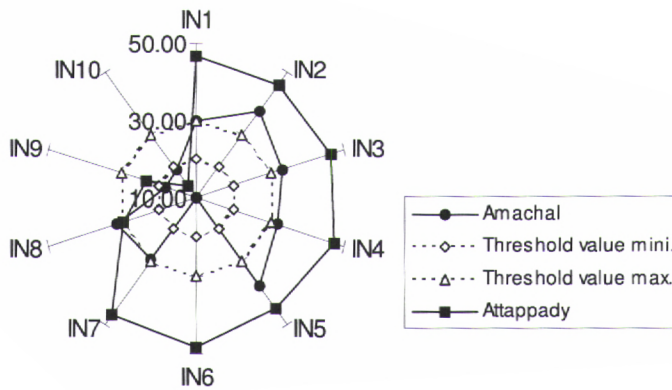 IN1
50.00
IN10
IN2
30.00
IN9
IN3
10.00
IN8
IN4
IN7
IN5
IN6
Amachal
Threshold value mini.
Threshold value max.
Attappady